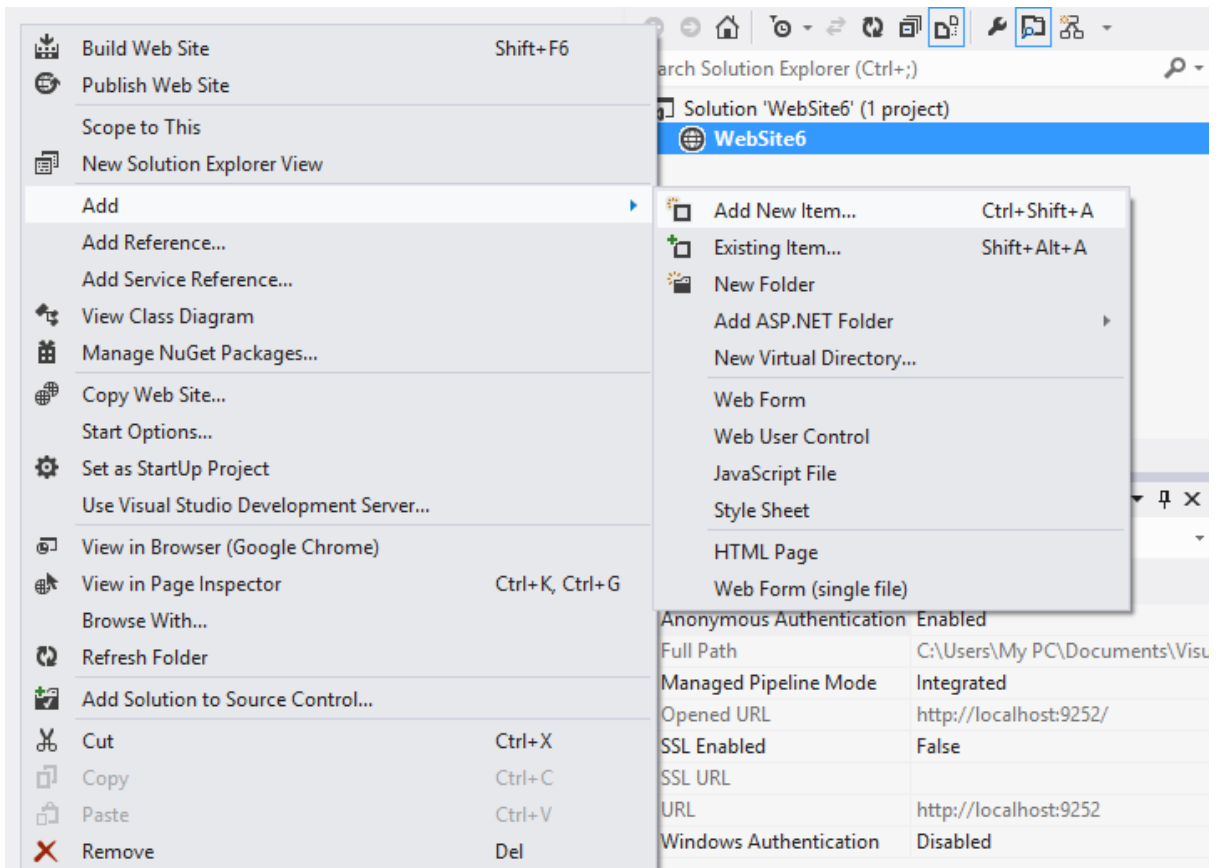 Build Web Site Shift+F6
Publish Web Site
Scope to This
New Solution Explorer View
Add
Add Reference...
Add Service Reference...
View Class Diagram
Manage NuGet Packages...
Copy Web Site...
Start Options...
Set as StartUp Project
Use Visual Studio Development Server...
View in Browser (Google Chrome)
View in Page Inspector Ctrl+K, Ctrl+G
Browse With...
Refresh Folder
Add Solution to Source Control...
Cut Ctrl+X
Copy Ctrl+C
Paste Ctrl+V
Remove Del
arch Solution Explorer (Ctrl+;)
Solution 'WebSite6' (1 project)
WebSite6
Add New Item... Ctrl+Shift+A
Existing Item... Shift+Alt+A
New Folder
Add ASP.NET Folder
New Virtual Directory...
Web Form
Web User Control
JavaScript File
Style Sheet
HTML Page
Web Form (single file)
Anonymous Authentication Enabled
Full Path C:\Users\My PC\Documents\Visu
Managed Pipeline Mode Integrated
Opened URL http://localhost:9252/
SSL Enabled False
SSL URL
URL http://localhost:9252
Windows Authentication Disabled